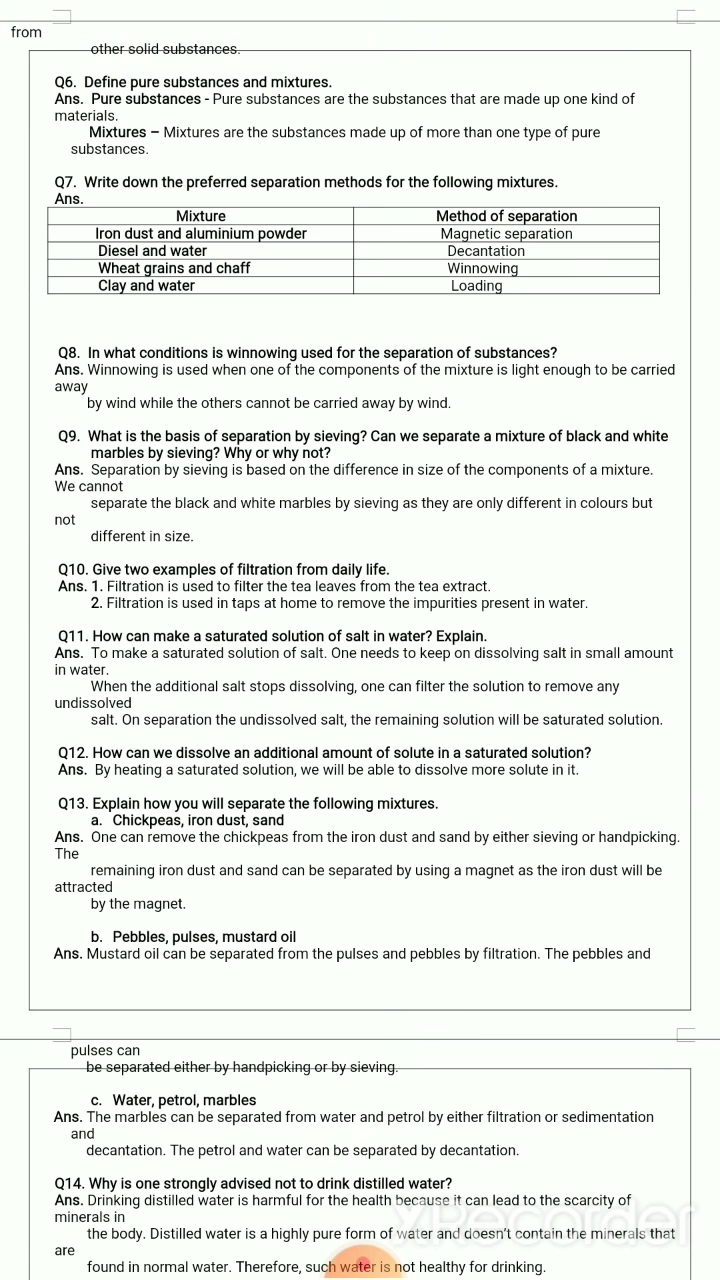 from
other solid substances.
Q6. Define pure substances and mixtures.
Ans. Pure substances - Pure substances are the substances that are made up one kind of
materials.
Mixtures – Mixtures are the substances made up of more than one type of pure
substances.
Q7. Write down the preferred separation methods for the following mixtures.
Ans.
Mixture Method of separation
Iron dust and aluminium powder Magnetic separation
Diesel and water Decantation
Wheat grains and chaff Winnowing
Clay and water Loading
Q8. In what conditions is winnowing used for the separation of substances?
Ans. Winnowing is used when one of the components of the mixture is light enough to be carried
away
by wind while the others cannot be carried away by wind.
Q9. What is the basis of separation by sieving? Can we separate a mixture of black and white
marbles by sieving? Why or why not?
Ans. Separation by sieving is based on the difference in size of the components of a mixture.
We cannot
separate the black and white marbles by sieving as they are only different in colours but
not
different in size.
Q10. Give two examples of filtration from daily life.
Ans. 1. Filtration is used to filter the tea leaves from the tea extract.
2. Filtration is used in taps at home to remove the impurities present in water.
Q11. How can make a saturated solution of salt in water? Explain.
Ans. To make a saturated solution of salt. One needs to keep on dissolving salt in small amount
in water.
When the additional salt stops dissolving, one can filter the solution to remove any
undissolved
salt. On separation the undissolved salt, the remaining solution will be saturated solution.
Q12. How can we dissolve an additional amount of solute in a saturated solution?
Ans. By heating a saturated solution, we will be able to dissolve more solute in it.
Q13. Explain how you will separate the following mixtures.
a. Chickpeas, iron dust, sand
Ans. One can remove the chickpeas from the iron dust and sand by either sieving or handpicking.
The
remaining iron dust and sand can be separated by using a magnet as the iron dust will be
attracted
by the magnet.
b. Pebbles, pulses, mustard oil
Ans. Mustard oil can be separated from the pulses and pebbles by filtration. The pebbles and
pulses can
be separated either by handpicking or by sieving.
c. Water, petrol, marbles
Ans. The marbles can be separated from water and petrol by either filtration or sedimentation
and
decantation. The petrol and water can be separated by decantation.
Q14. Why is one strongly advised not to drink distilled water?
Ans. Drinking distilled water is harmful for the health because it can lead to the scarcity of
minerals in
the body. Distilled water is a highly pure form of water and doesn't contain the minerals that
are
found in normal water. Therefore, such water is not healthy for drinking.
XRecorder